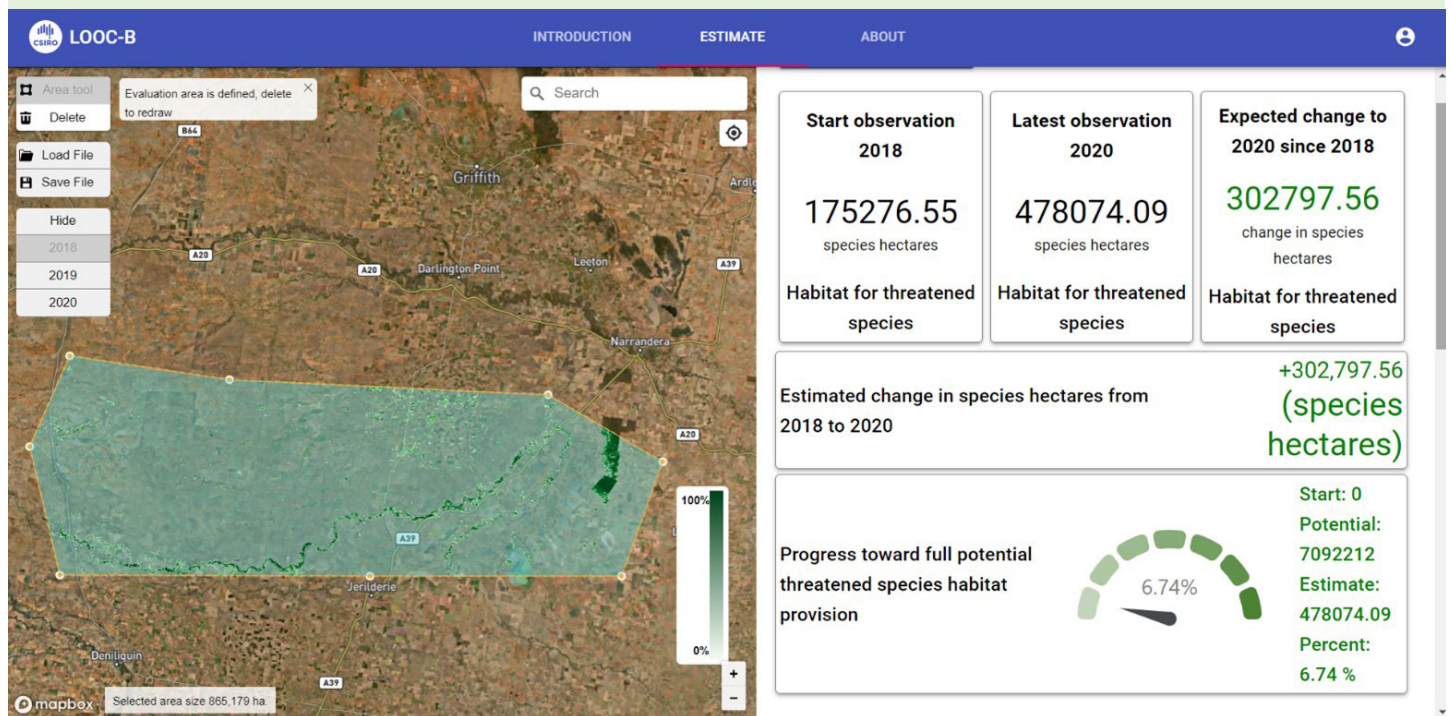 CSIRO
LOOC-B
INTRODUCTION
ESTIMATE
ABOUT
Area tool
Delete
Evaluation area is defined, delete
to redraw
Search
Load File
Save File
Hide
2018
2019
2020
B64
Griffith
A20
A20
Darlington Point
Leeton
A39
Narrandera
A20
A39
Jerilderie
Deniliquin
A39
100%
0%
+
−
mapbox
Selected area size 865,179 ha.
Start observation
2018
175276.55
species hectares
Habitat for threatened
species
Latest observation
2020
478074.09
species hectares
Habitat for threatened
species
Expected change to
2020 since 2018
302797.56
change in species
hectares
Habitat for threatened
species
Estimated change in species hectares from
2018 to 2020
+302,797.56
(species
hectares)
Progress toward full potential
threatened species habitat
provision
6.74%
Start: 0
Potential:
7092212
Estimate:
478074.09
Percent:
6.74 %